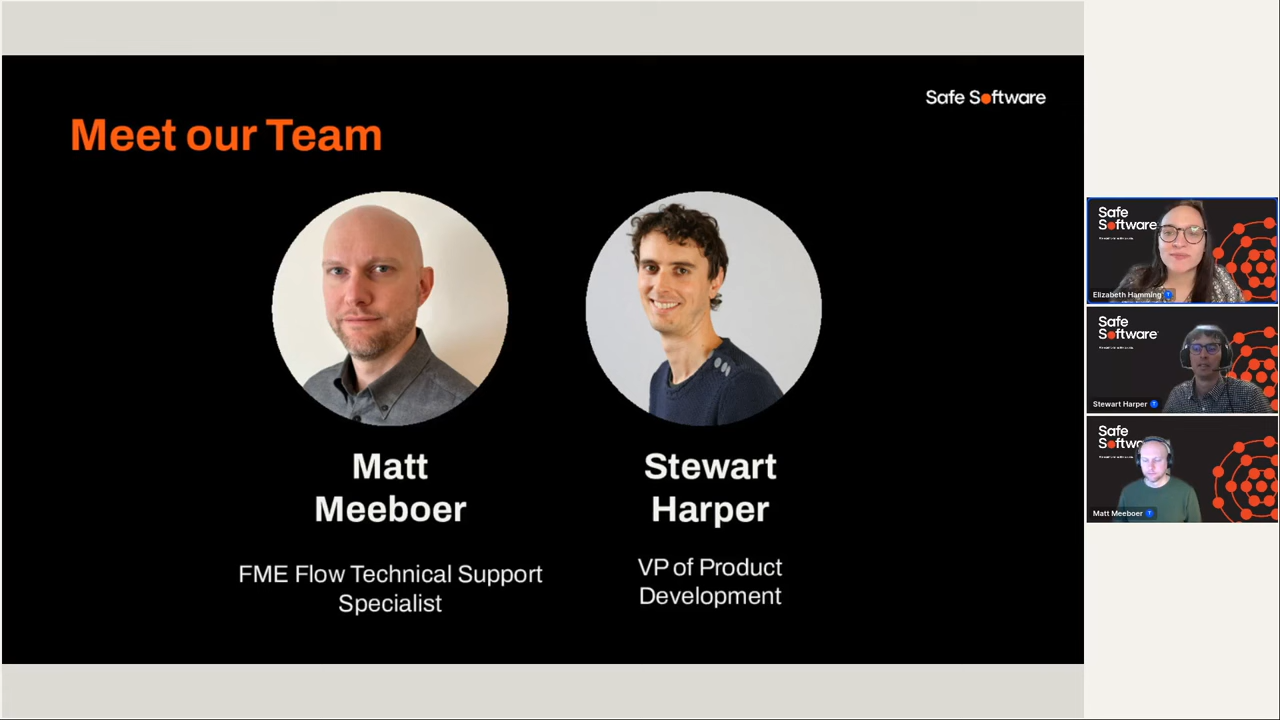 Safe Software
Meet our Team
Matt
Meeboer
FME Flow Technical Support
Specialist
Stewart
Harper
VP of Product
Development
Safe
Software
Elizabeth Hamming
Safe
Software
Stewart Harper
Safe
Softwa
Matt Meeboer